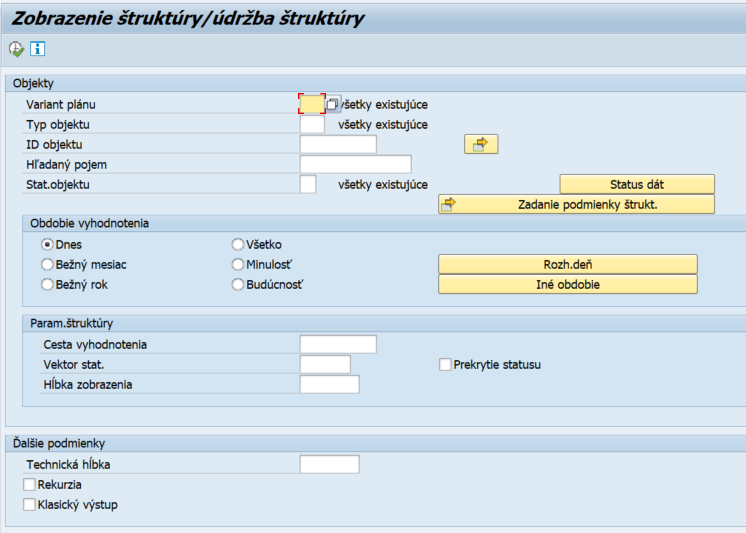 Zobrazenie štruktúry/údržba štruktúry
Objekty
Variant plánu všetky existujúce
Typ objektu všetky existujúce
ID objektu
Hľadaný pojem
Stat.objektu všetky existujúce Status dát
Zadanie podmienky štrukt.
Obdobie vyhodnotenia
Dnes Všetko
Bežný mesiac Minulosť Rozh.deň
Bežný rok Budúcnosť Iné obdobie
Param.štruktúry
Cesta vyhodnotenia
Vektor stat. Prekrytie statusu
Hĺbka zobrazenia
Ďalšie podmienky
Technická hĺbka
Rekurzia
Klasický výstup